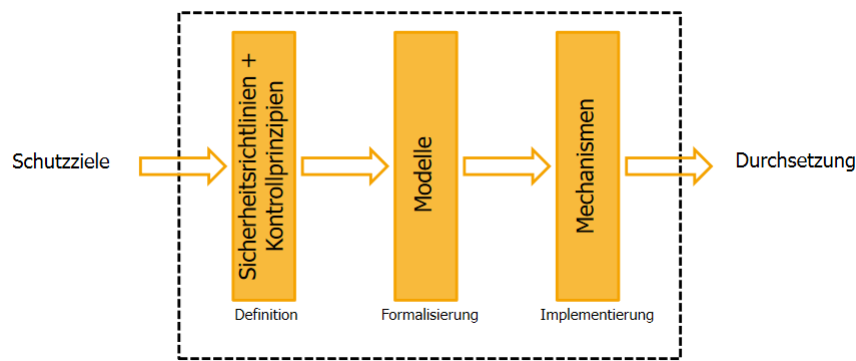 Schutzziele
Sicherheitsrichtlinien +
Kontrollprinzipien
Modelle
Mechanismen
Durchsetzung
Definition
Formalisierung
Implementierung